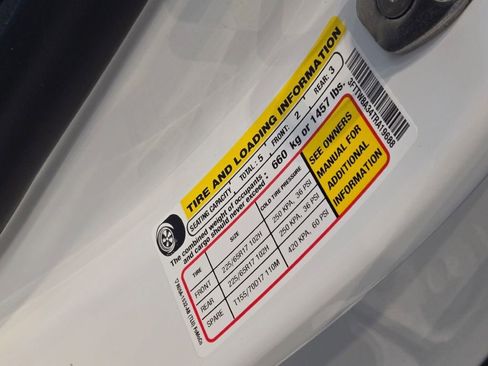 TIRE AND LOADING INFORMATION
SEATING CAPACITY TOTAL: 5 FRONT: 2 REAR: 3
The combined weight of occupants
and cargo should never exceed: 660 kg or 1457 lbs.
TIRE SIZE COLD TIRE PRESSURE
FRONT 225/65R17 102H 250 KPA, 36 PSI
REAR 225/65R17 102H 250 KPA, 36 PSI
SPARE T155/70D17 110M 420 KPA, 60 PSI
SEE OWNERS
MANUAL FOR
ADDITIONAL
INFORMATION